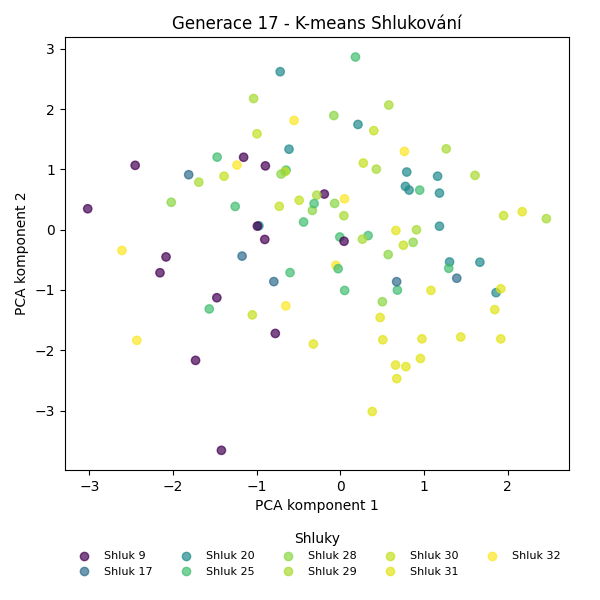 Generace 17 - K-means Shlukování
3
2
1
0
−1
−2
−3
PCA komponent 2
−3 −2 −1 0 1 2
PCA komponent 1
Shluky
Shluk 9 Shluk 20 Shluk 28 Shluk 30 Shluk 32
Shluk 17 Shluk 25 Shluk 29 Shluk 31